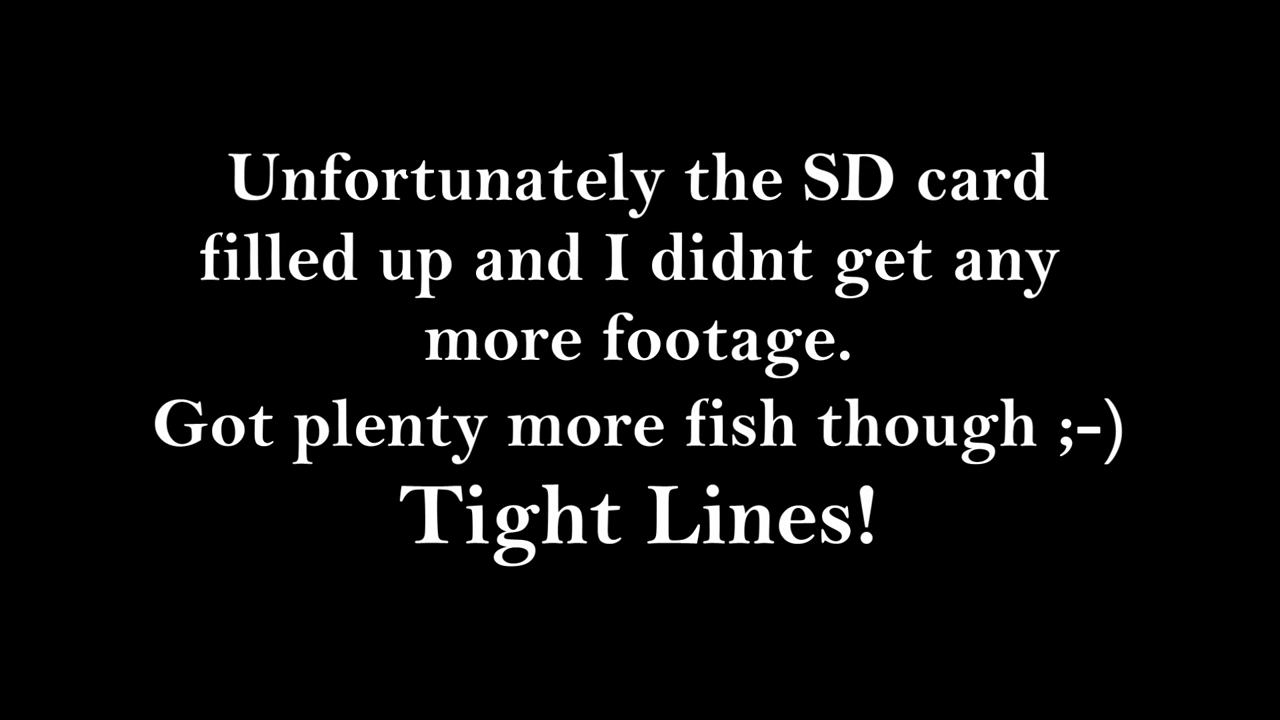 Unfortunately the SD card
filled up and I didnt get any
more footage.
Got plenty more fish though ;-)
Tight Lines!